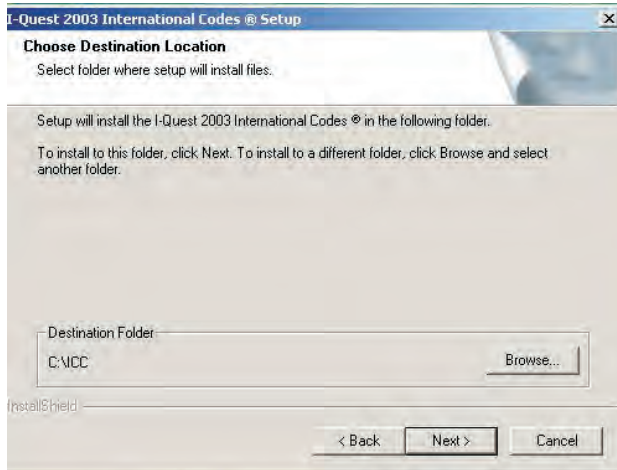 I-Quest 2003 International Codes ® Setup
Choose Destination Location
Select folder where setup will install files.
Setup will install the I-Quest 2003 International Codes ® in the following folder.
To install to this folder, click Next. To install to a different folder, click Browse and select
another folder.
Destination Folder
C:\ICC
Browse...
InstallShield
< Back
Next >
Cancel